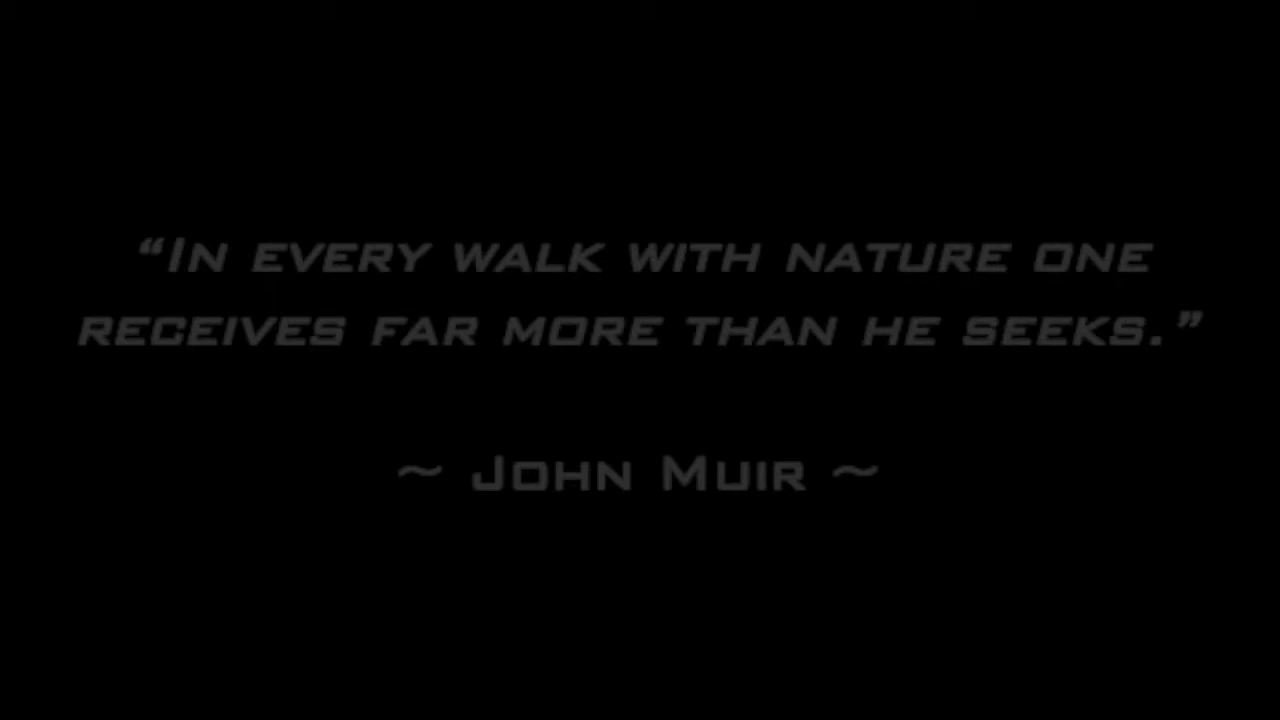 “In every walk with nature one
receives far more than he seeks.”
~ John Muir ~